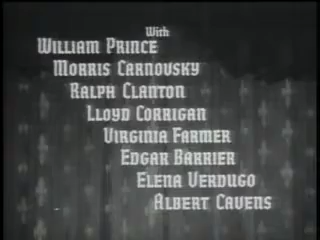 With
William Prince
Morris Carnovsky
Ralph Clanton
Lloyd Corrigan
Virginia Farmer
Edgar Barrier
Elena Verdugo
Albert Cavens